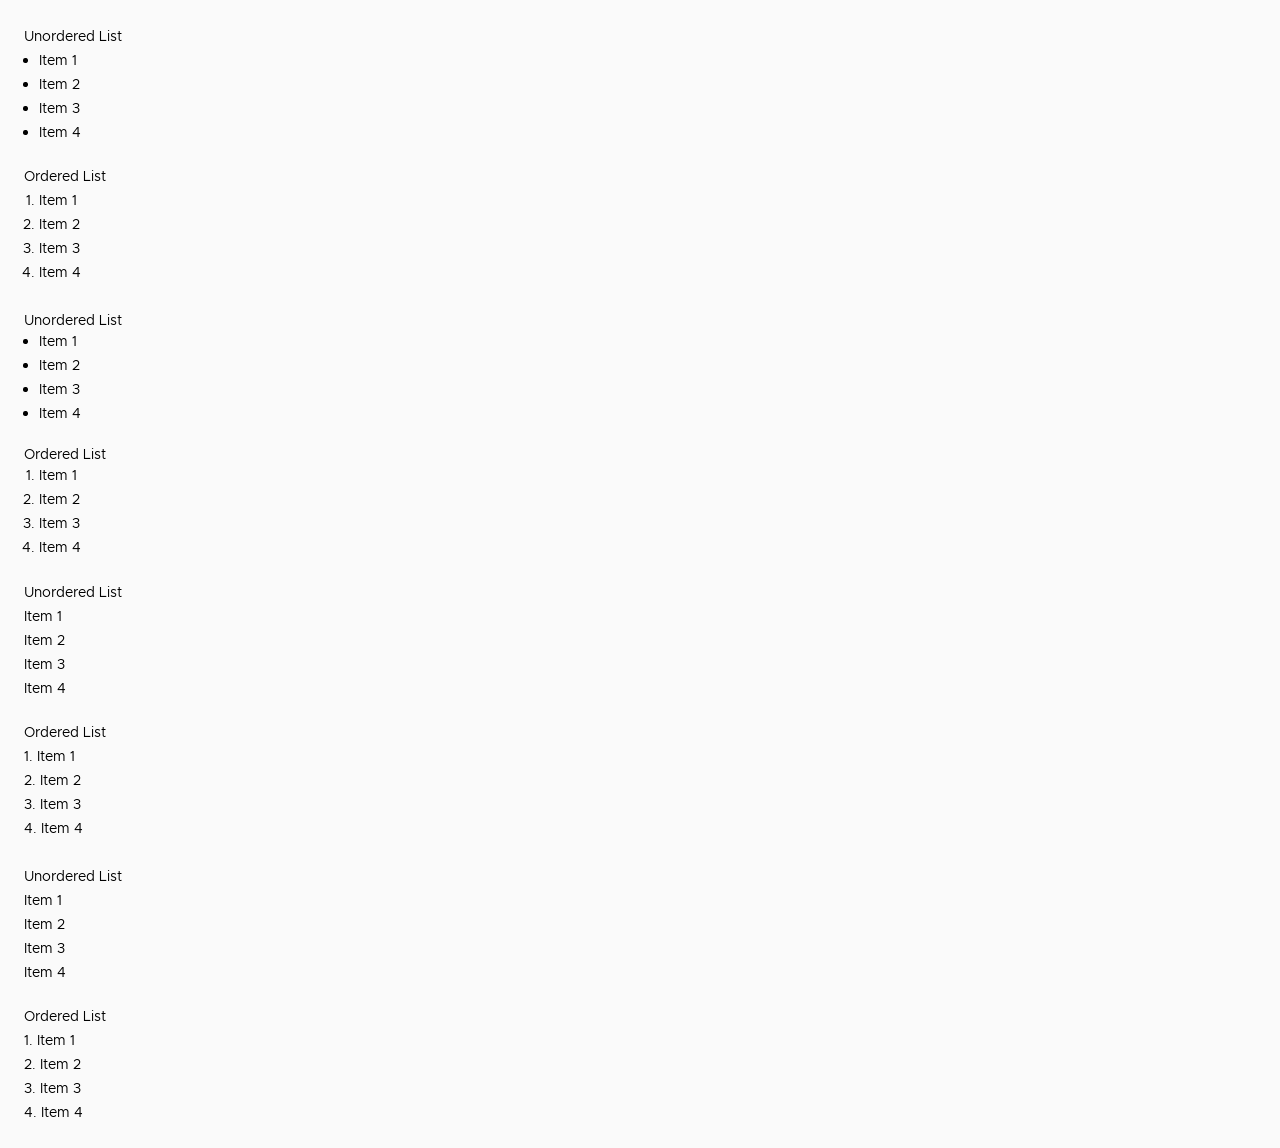 Unordered List
• Item 1
• Item 2
• Item 3
• Item 4
Ordered List
1. Item 1
2. Item 2
3. Item 3
4. Item 4
Unordered List
• Item 1
• Item 2
• Item 3
• Item 4
Ordered List
1. Item 1
2. Item 2
3. Item 3
4. Item 4
Unordered List
Item 1
Item 2
Item 3
Item 4
Ordered List
1. Item 1
2. Item 2
3. Item 3
4. Item 4
Unordered List
Item 1
Item 2
Item 3
Item 4
Ordered List
1. Item 1
2. Item 2
3. Item 3
4. Item 4